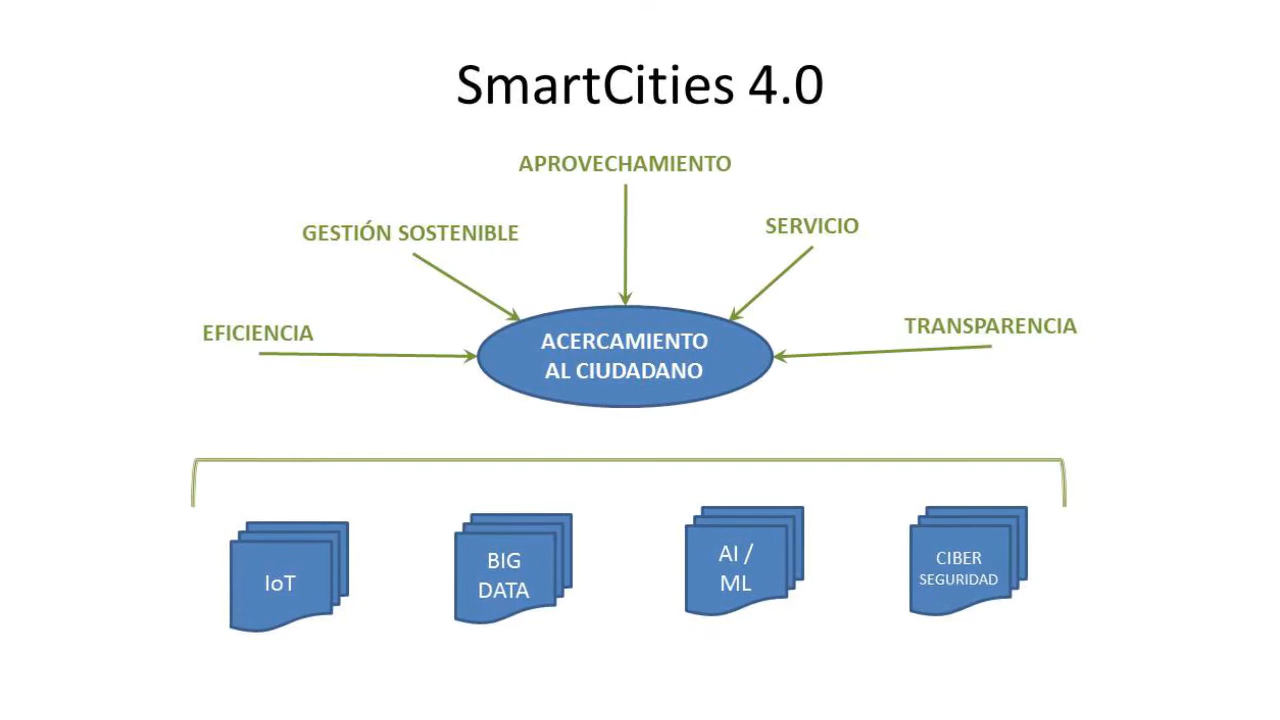 SmartCities 4.0
APROVECHAMIENTO
GESTIÓN SOSTENIBLE
SERVICIO
EFICIENCIA
TRANSPARENCIA
ACERCAMIENTO
AL CIUDADANO
IoT
BIG
DATA
AI /
ML
CIBER
SEGURIDAD